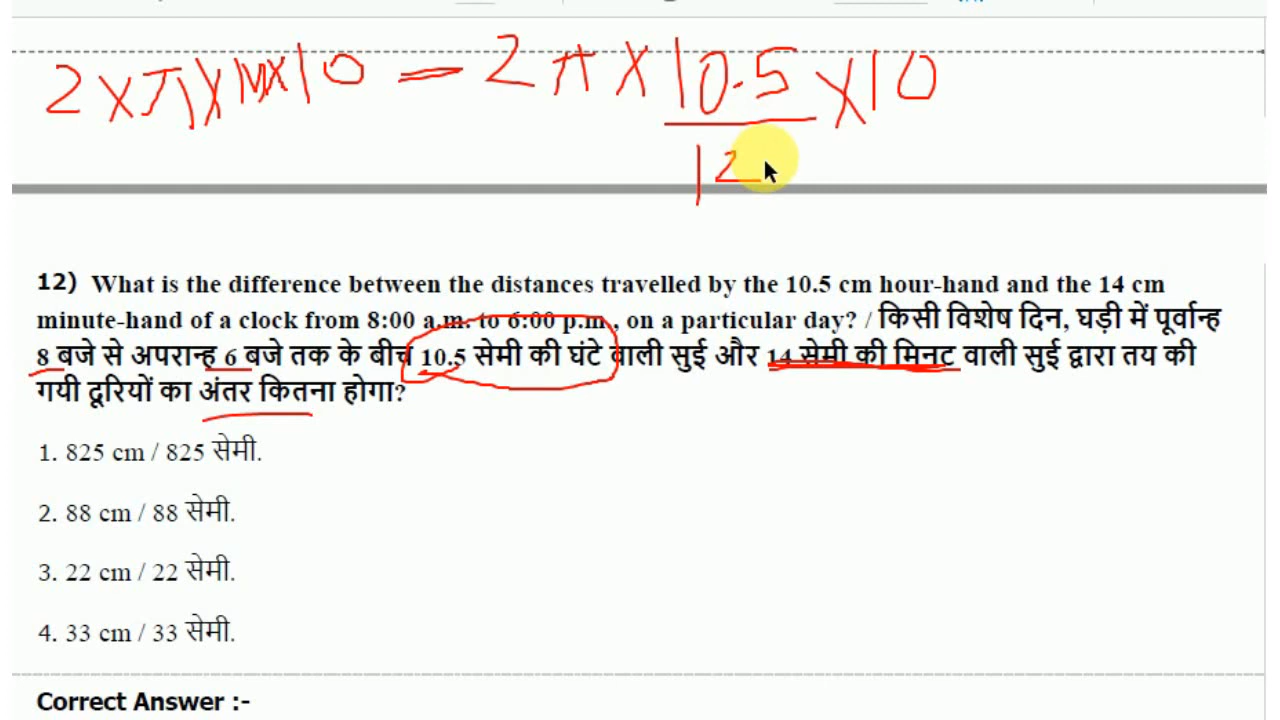 2 × π × 14 × 10 = 2 π × 10.5 × 10
12
12) What is the difference between the distances travelled by the 10.5 cm hour-hand and the 14 cm
minute-hand of a clock from 8:00 a.m. to 6:00 p.m., on a particular day? / किसी विशेष दिन, घड़ी में पूर्वान्ह
8 बजे से अपरान्ह 6 बजे तक के बीच 10.5 सेमी की घंटे वाली सुई और 14 सेमी की मिनट वाली सुई द्वारा तय की
गयी दूरियों का अंतर कितना होगा?
1. 825 cm / 825 सेमी.
2. 88 cm / 88 सेमी.
3. 22 cm / 22 सेमी.
4. 33 cm / 33 सेमी.
Correct Answer :-